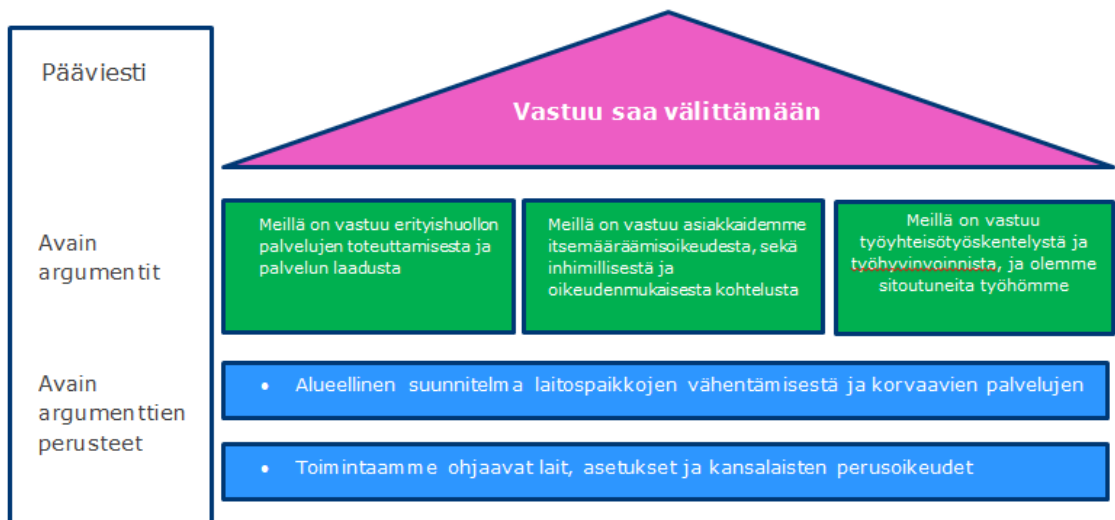 Pääviesti
Vastuu saa välittämään
Avain
argumentit
Meillä on vastuu erityishuollon
palvelujen toteuttamisesta ja
palvelun laadusta
Meillä on vastuu asiakkaidemme
itsemääräämisoikeudesta, sekä
inhimillisestä ja
oikeudenmukaisesta kohtelusta
Meillä on vastuu
työyhteisötyöskentelystä ja
työhyvinvoinnista, ja olemme
sitoutuneita työhömme
Avain
argumenttien
perusteet
• Alueellinen suunnitelma laitospaikkojen vähentämisestä ja korvaavien palvelujen
• Toimintaamme ohjaavat lait, asetukset ja kansalaisten perusoikeudet